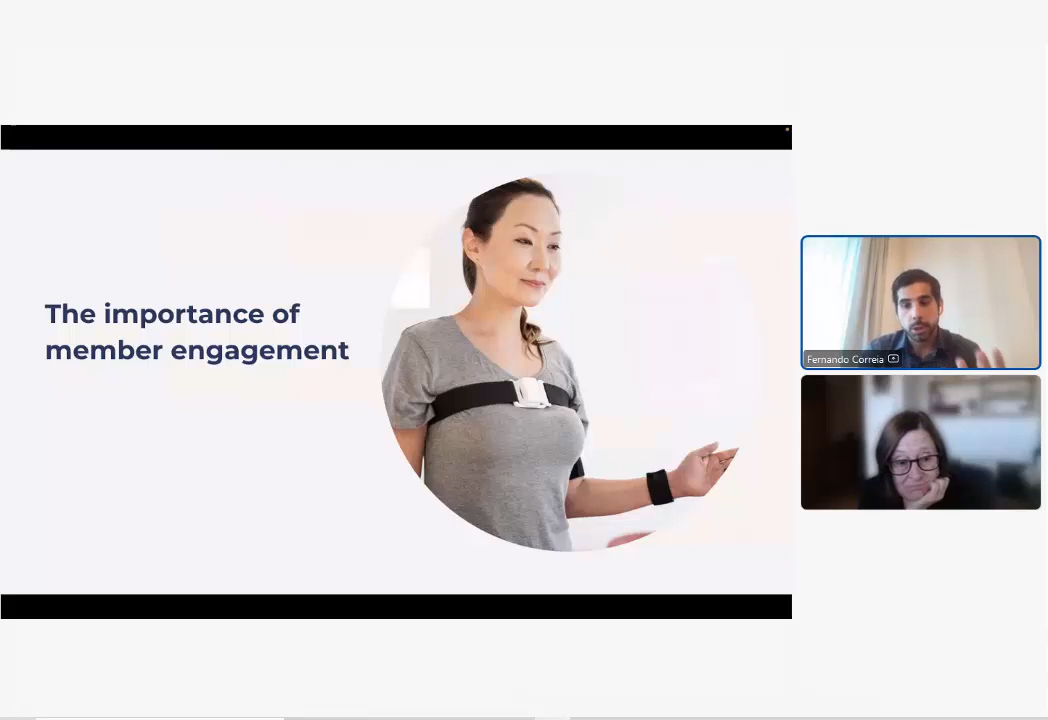 The importance of
member engagement
Fernando Correia